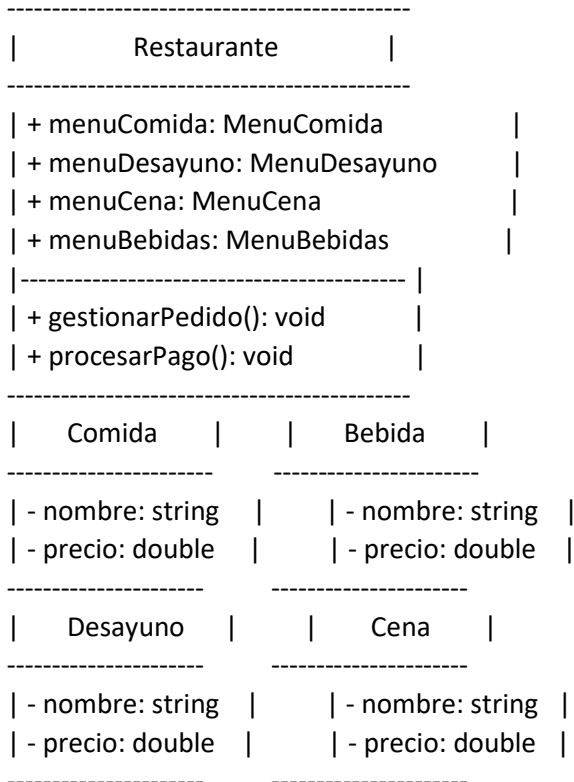 ---------------------------------------------
| Restaurante |
---------------------------------------------
| + menuComida: MenuComida |
| + menuDesayuno: MenuDesayuno |
| + menuCena: MenuCena |
| + menuBebidas: MenuBebidas |
|------------------------------------------- |
| + gestionarPedido(): void |
| + procesarPago(): void |
---------------------------------------------
| Comida | | Bebida |
----------------------- -----------------------
| - nombre: string | | - nombre: string |
| - precio: double | | - precio: double |
---------------------- ----------------------
| Desayuno | | Cena |
---------------------- ----------------------
| - nombre: string | | - nombre: string |
| - precio: double | | - precio: double |
---------------------- ----------------------